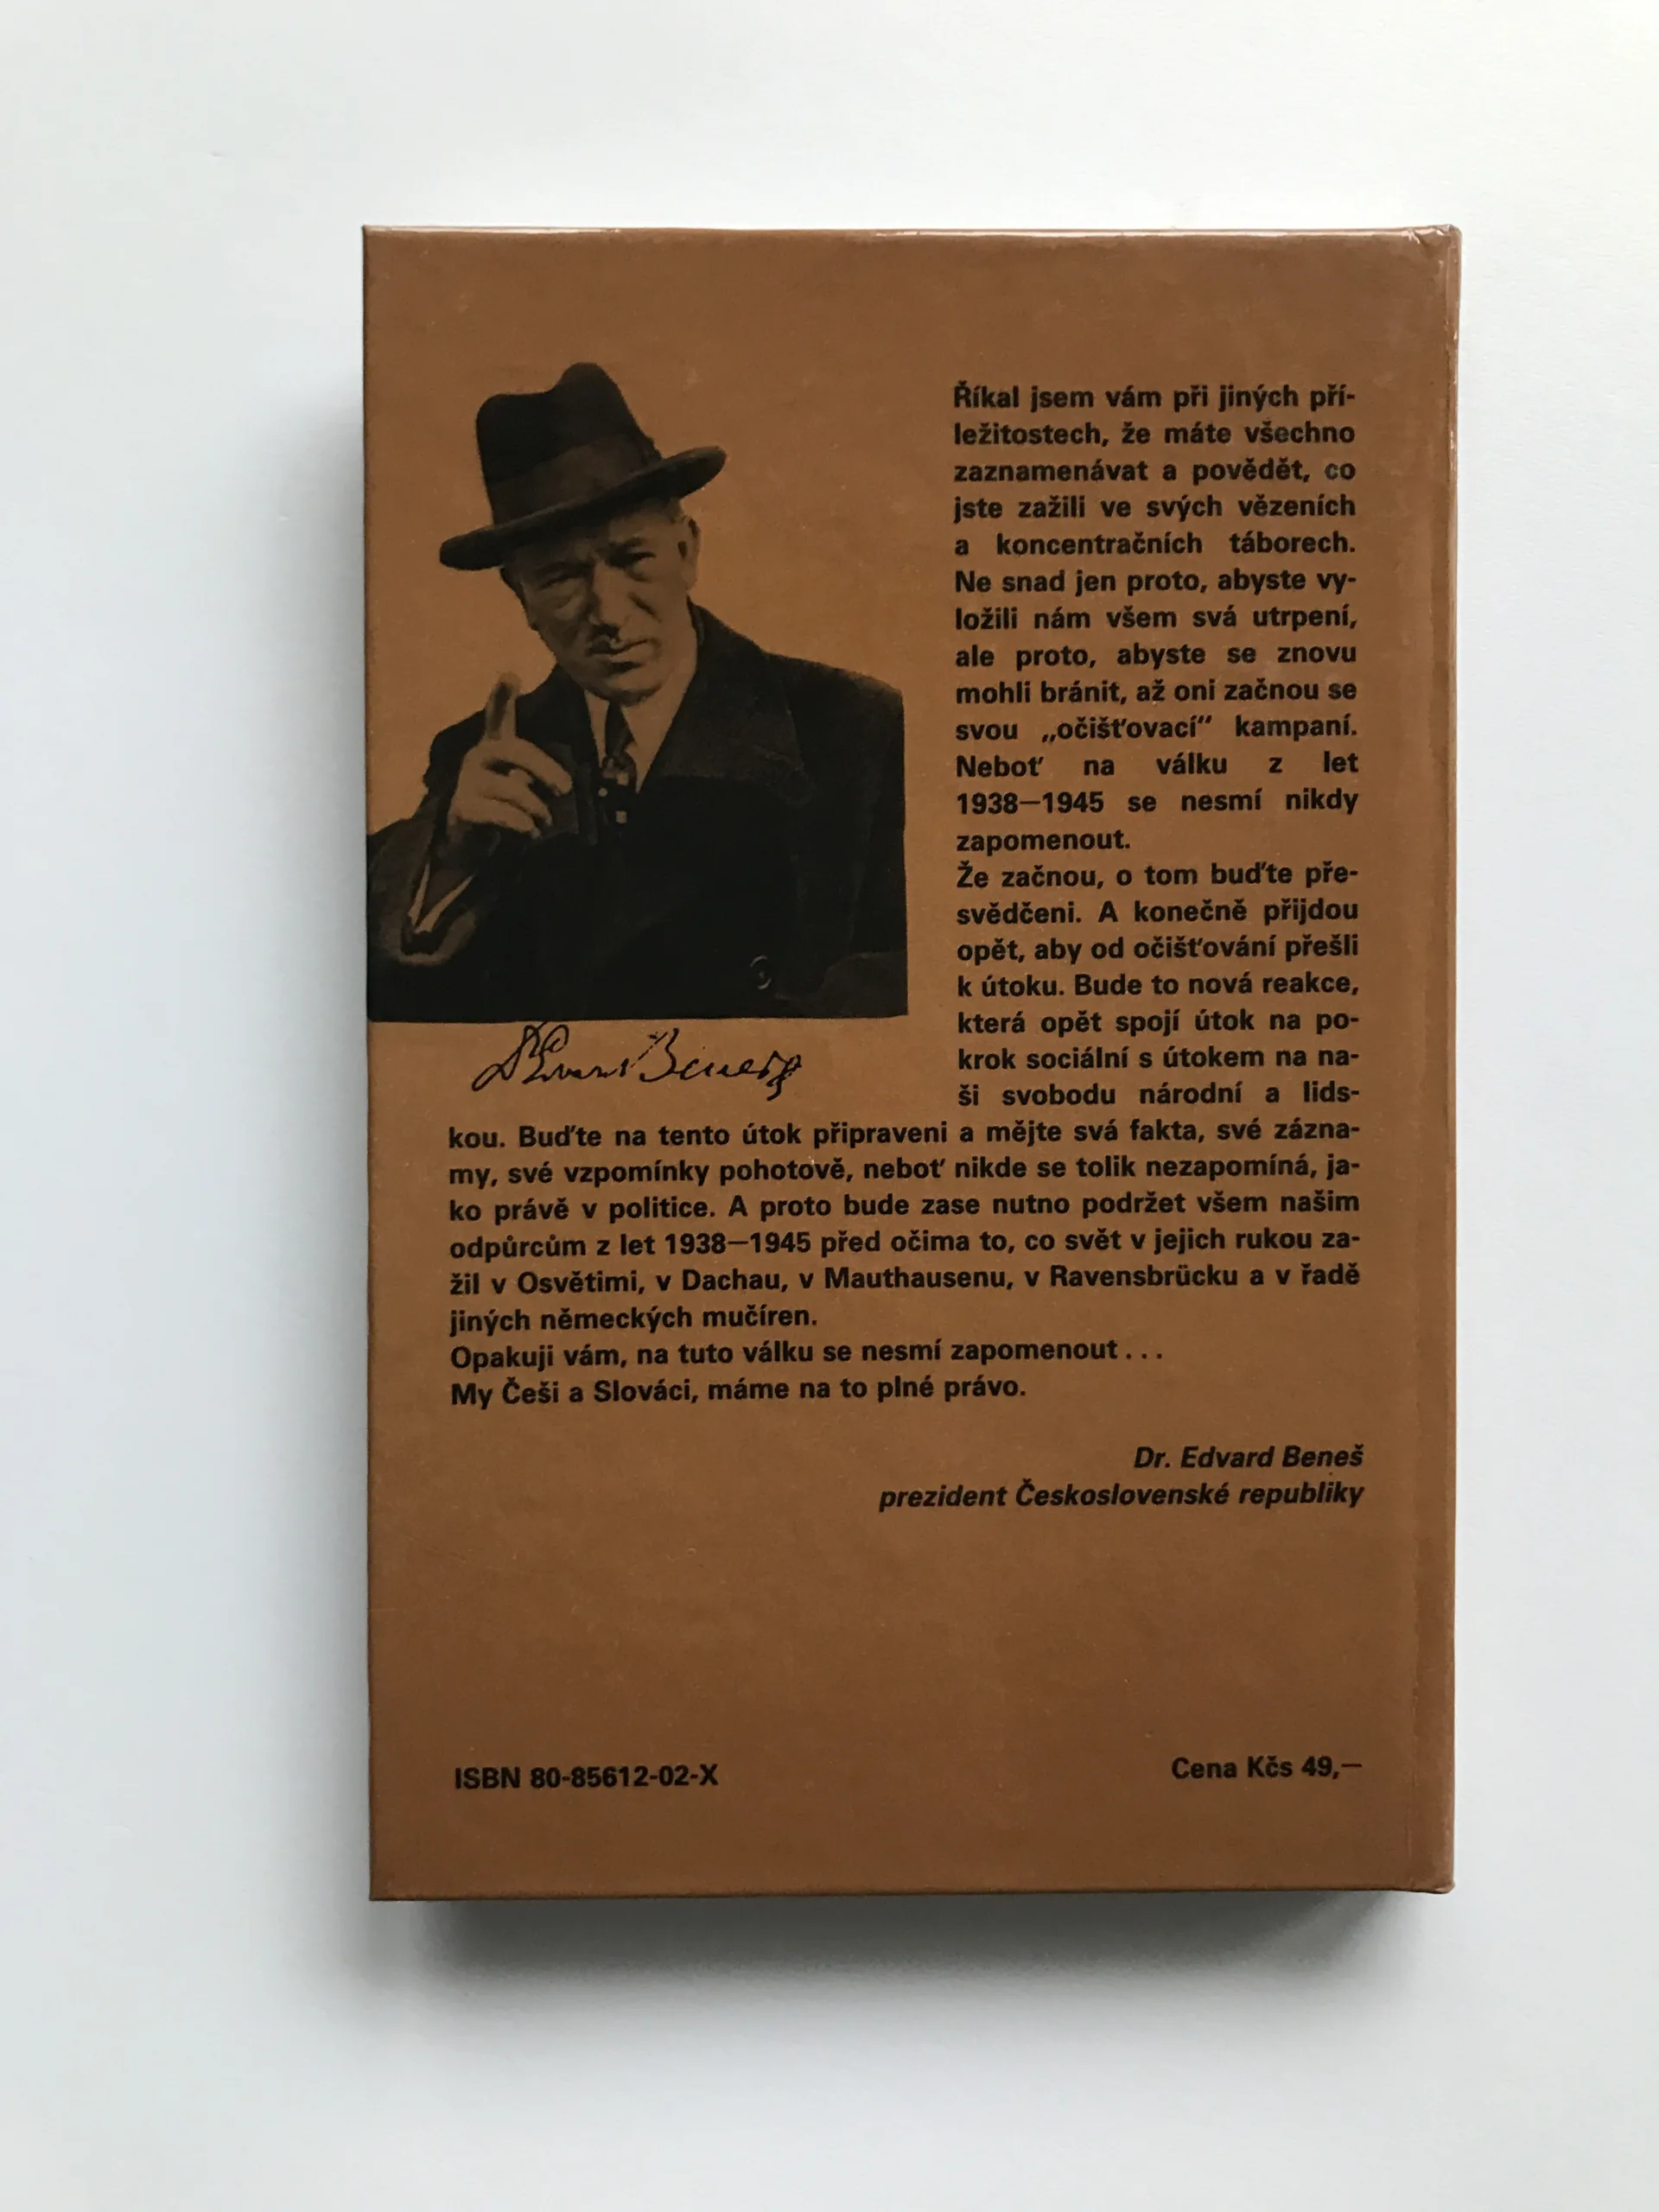 Říkal jsem vám při jiných pří-
ležitostech, že máte všechno
zaznamenávat a povědět, co
jste zažili ve svých vězeních
a koncentračních táborech.
Ne snad jen proto, abyste vy-
ložili nám všem svá utrpení,
ale proto, abyste se znovu
mohli bránit, až oni začnou se
svou „očišťovací“ kampaní.
Neboť na válku z let
1938—1945 se nesmí nikdy
zapomenout.
Že začnou, o tom buďte pře-
svědčeni. A konečně přijdou
opět, aby od očišťování přešli
k útoku. Bude to nová reakce,
která opět spojí útok na po-
krok sociální s útokem na na-
ši svobodu národní a lids-
kou. Buďte na tento útok připraveni a mějte svá fakta, své zázna-
my, své vzpomínky pohotově, neboť nikde se tolik nezapomíná, ja-
ko právě v politice. A proto bude zase nutno podržet všem našim
odpůrcům z let 1938—1945 před očima to, co svět v jejich rukou za-
žil v Osvětimi, v Dachau, v Mauthausenu, v Ravensbrücku a v řadě
jiných německých mučíren.
Opakuji vám, na tuto válku se nesmí zapomenout...
My Češi a Slováci, máme na to plné právo.
Dr. Edvard Beneš
prezident Československé republiky
Dr Edvard Beneš
ISBN 80-85612-02-X
Cena Kčs 49,—